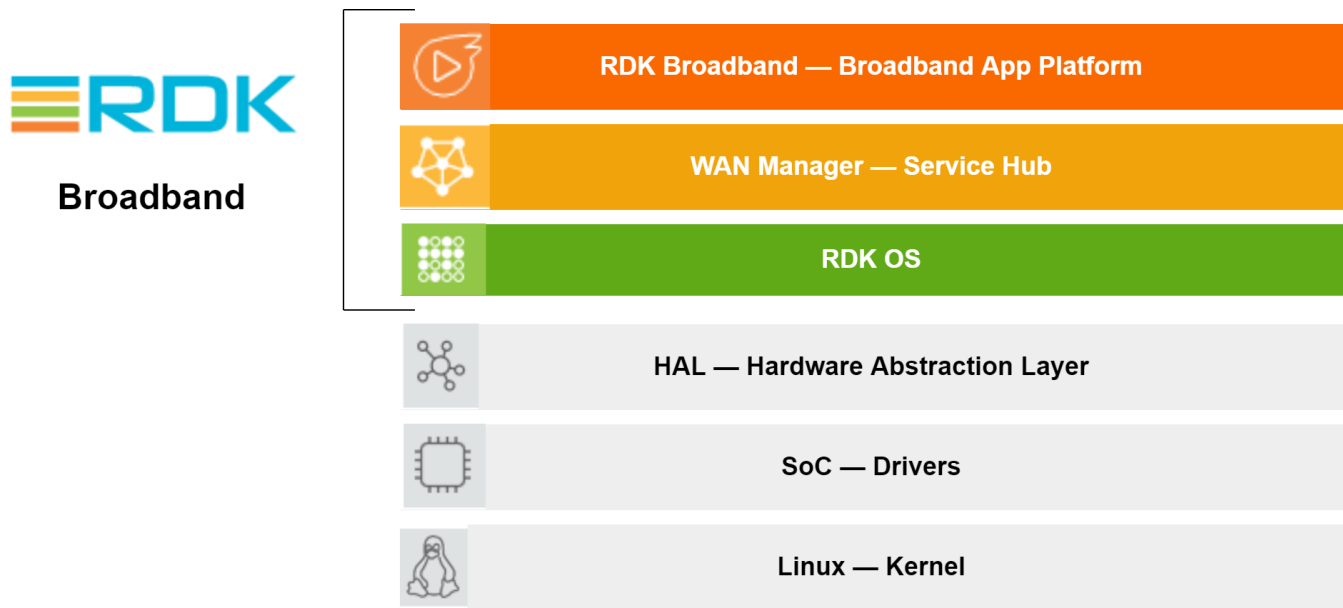 RDK
Broadband
RDK Broadband — Broadband App Platform
WAN Manager — Service Hub
RDK OS
HAL — Hardware Abstraction Layer
SoC — Drivers
Linux — Kernel